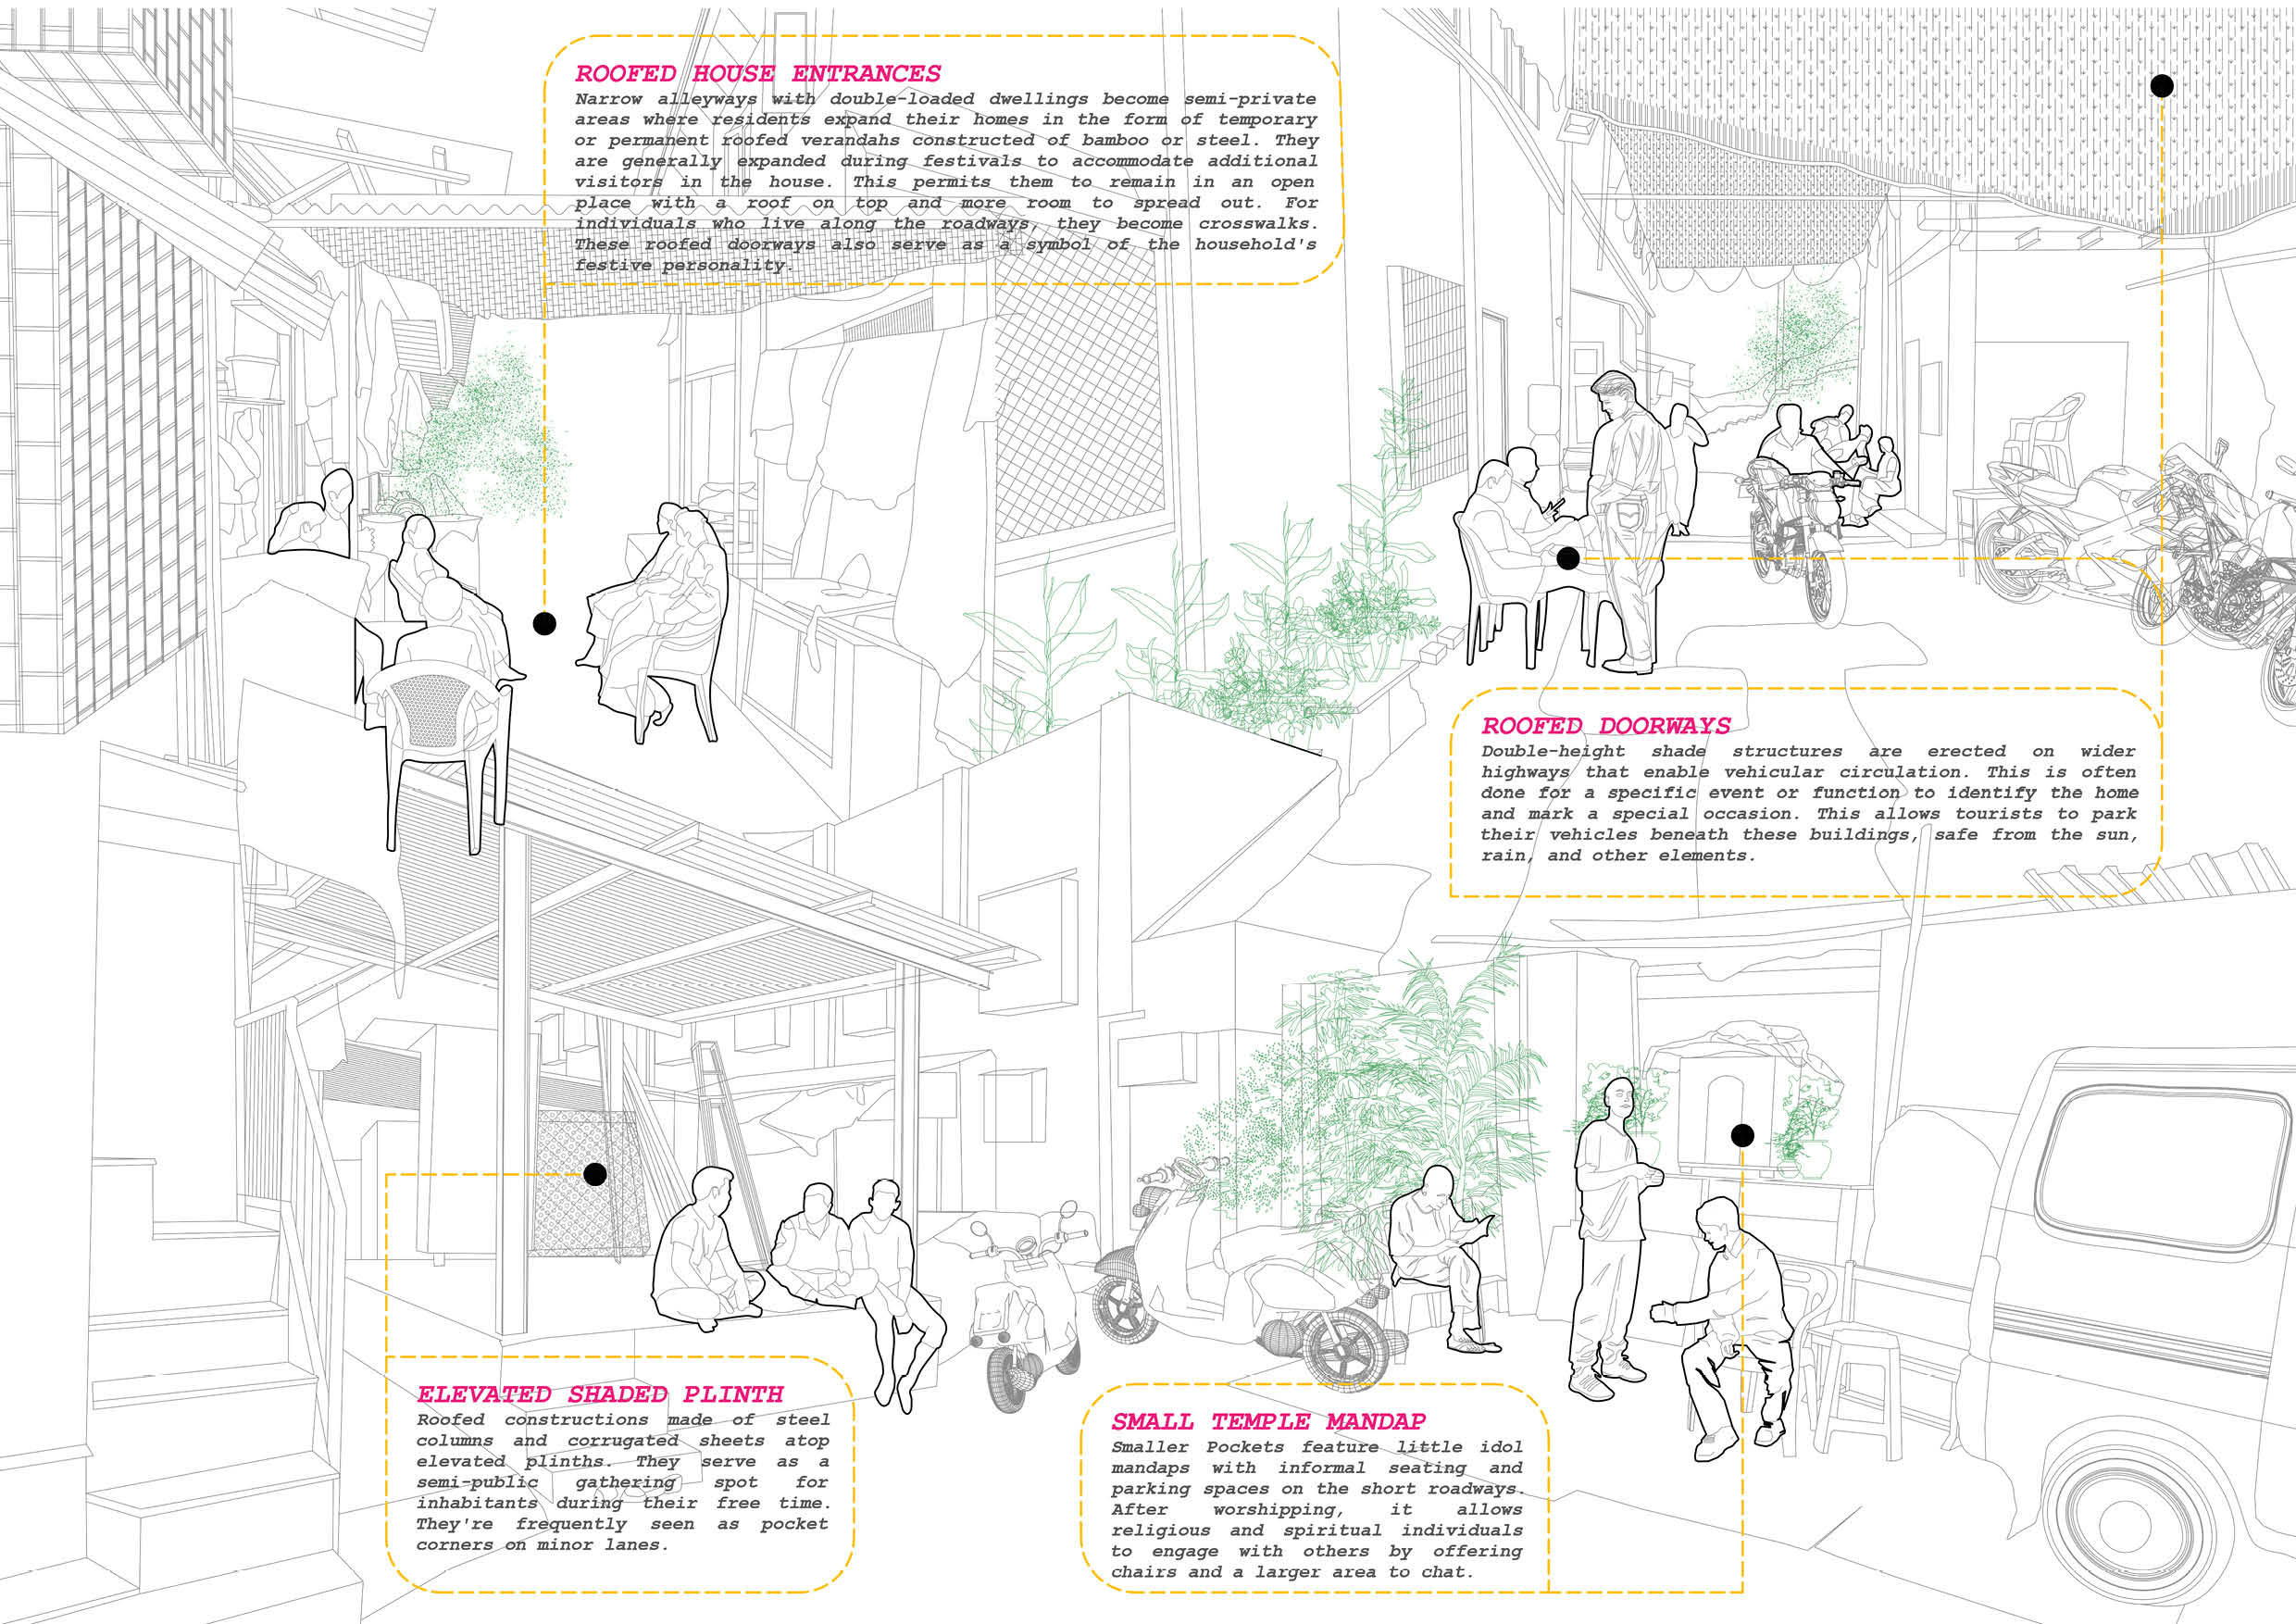 ROOFED HOUSE ENTRANCES
Narrow alleyways with double-loaded dwellings become semi-private
areas where residents expand their homes in the form of temporary
or permanent roofed verandahs constructed of bamboo or steel. They
are generally expanded during festivals to accommodate additional
visitors in the house. This permits them to remain in an open
place with a roof on top and more room to spread out. For
individuals who live along the roadways, they become crosswalks.
These roofed doorways also serve as a symbol of the household's
festive personality.
ROOFED DOORWAYS
Double-height shade structures are erected on wider
highways that enable vehicular circulation. This is often
done for a specific event or function to identify the home
and mark a special occasion. This allows tourists to park
their vehicles beneath these buildings, safe from the sun,
rain, and other elements.
ELEVATED SHADED PLINTH
Roofed constructions made of steel
columns and corrugated sheets atop
elevated plinths. They serve as a
semi-public gathering spot for
inhabitants during their free time.
They're frequently seen as pocket
corners on minor lanes.
SMALL TEMPLE MANDAP
Smaller Pockets feature little idol
mandaps with informal seating and
parking spaces on the short roadways.
After worshipping, it allows
religious and spiritual individuals
to engage with others by offering
chairs and a larger area to chat.